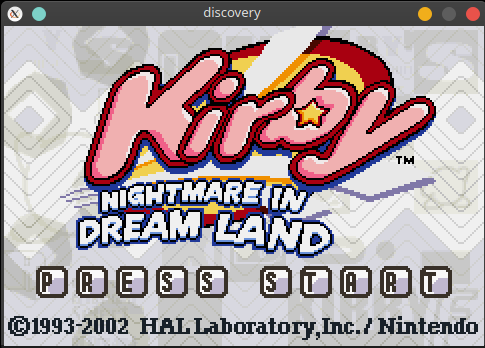 discovery
Kirby
™
NIGHTMARE IN
DREAM LAND
PRESS START
©1993-2002 HAL Laboratory,Inc./ Nintendo